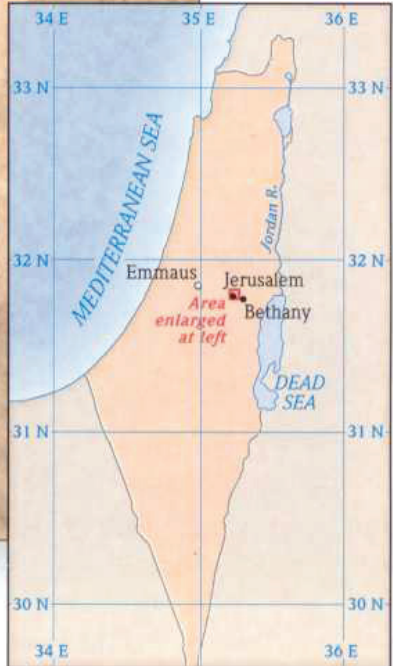 34 E 35 E 36 E
33 N 33 N
MEDITERRANEAN SEA
Jordan R.
32 N 32 N
Emmaus
Jerusalem
Area
enlarged
at left
Bethany
DEAD
SEA
31 N 31 N
30 N 30 N
34 E 36 E